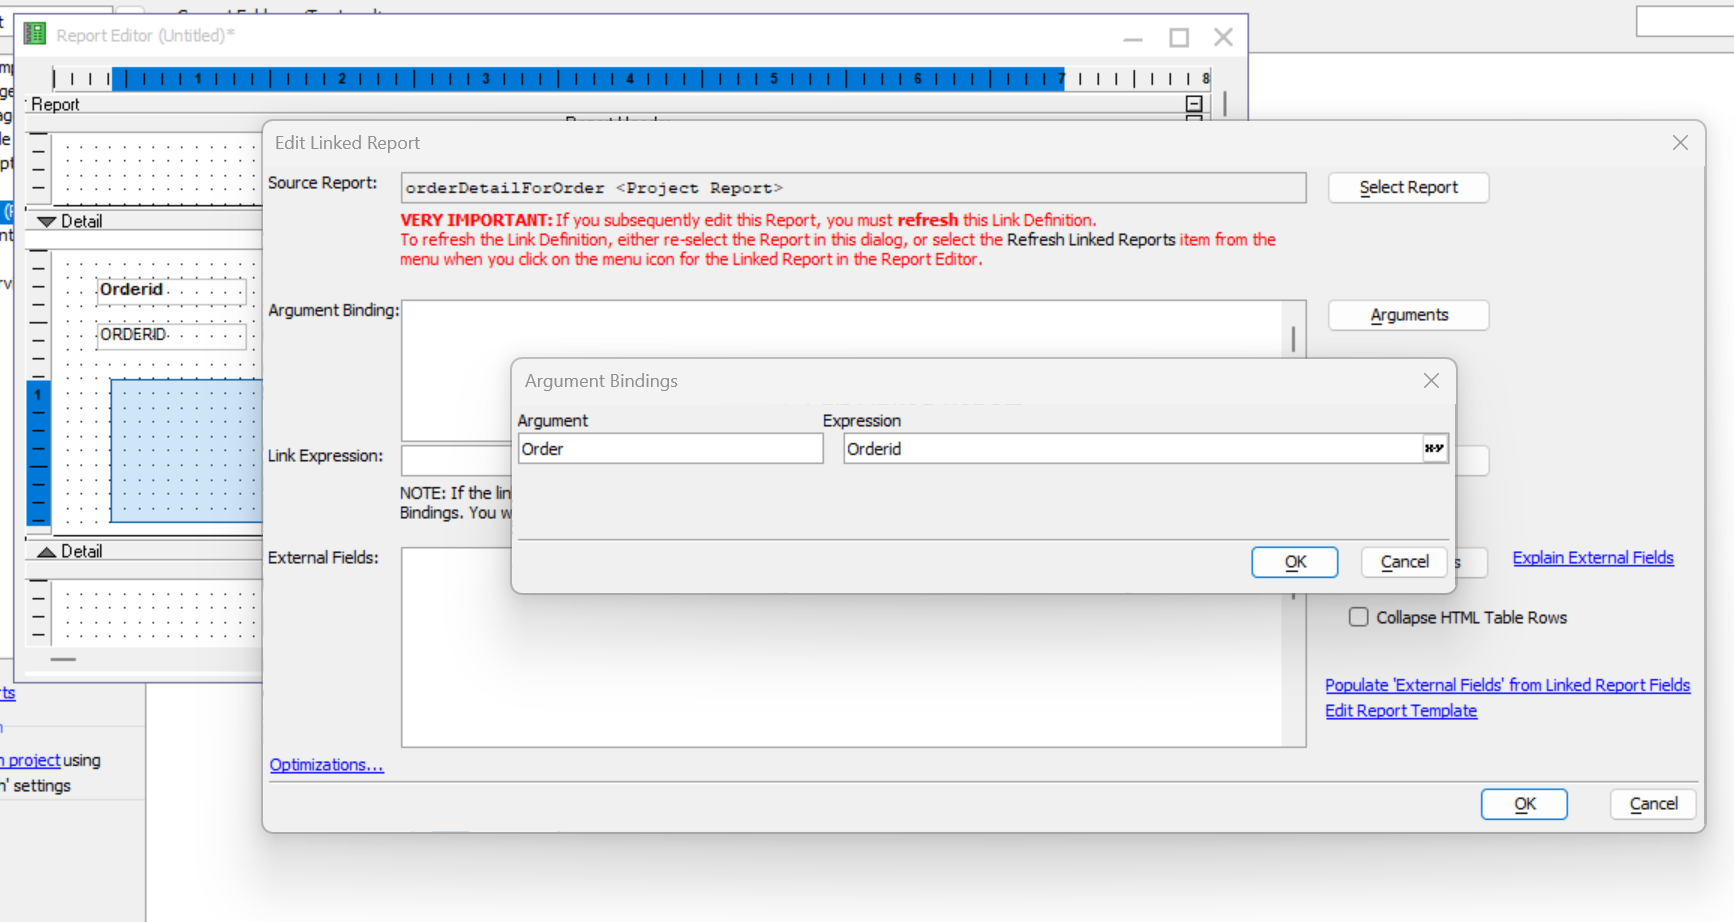 Report Editor (Untitled)*
1 2 3 4 5 6 7 8
Report
Detail
Orderid
ORDERID
1
Detail
Edit Linked Report
Source Report:
orderDetailForOrder <Project Report>
Select Report
VERY IMPORTANT: If you subsequently edit this Report, you must refresh this Link Definition.
To refresh the Link Definition, either re-select the Report in this dialog, or select the Refresh Linked Reports item from the
menu when you click on the menu icon for the Linked Report in the Report Editor.
Argument Binding:
Arguments
Argument Bindings
Argument
Expression
Order
Orderid
x-y
OK
Cancel
Link Expression:
NOTE: If the lin
Bindings. You w
External Fields:
s
Explain External Fields
Collapse HTML Table Rows
Populate 'External Fields' from Linked Report Fields
Edit Report Template
Optimizations...
OK
Cancel
rts
project using
settings